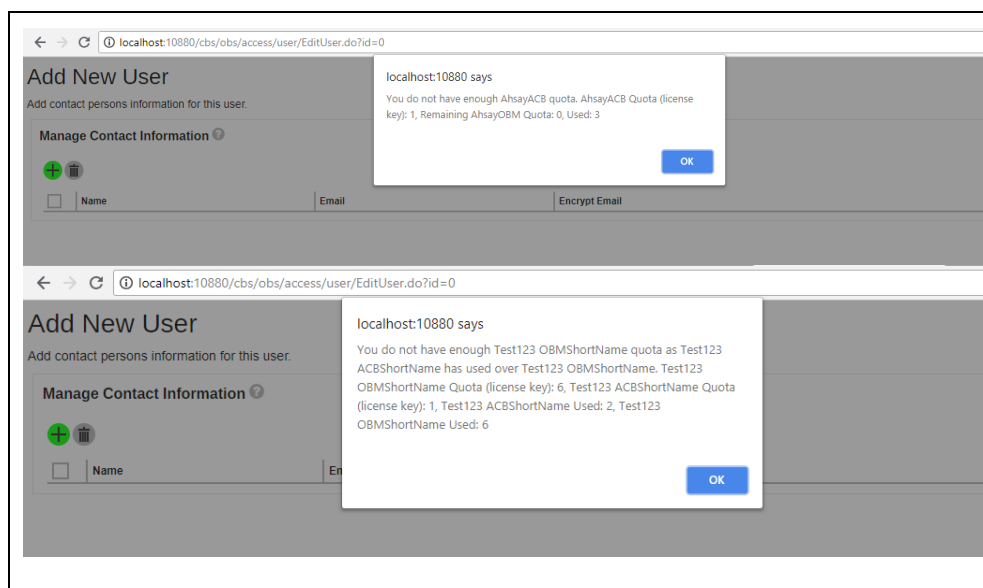 localhost:10880/cbs/obs/access/user/EditUser.do?id=0
Add New User
Add contact persons information for this user.
Manage Contact Information
localhost:10880 says
You do not have enough AhsayACB quota. AhsayACB Quota (license
key): 1, Remaining AhsayOBM Quota: 0, Used: 3
OK
Name Email Encrypt Email
localhost:10880/cbs/obs/access/user/EditUser.do?id=0
Add New User
Add contact persons information for this user.
Manage Contact Information
localhost:10880 says
You do not have enough Test123 OBMShortName quota as Test123
ACBShortName has used over Test123 OBMShortName. Test123
OBMShortName Quota (license key): 6, Test123 ACBShortName Quota
(license key): 1, Test123 ACBShortName Used: 2, Test123
OBMShortName Used: 6
OK
Name En